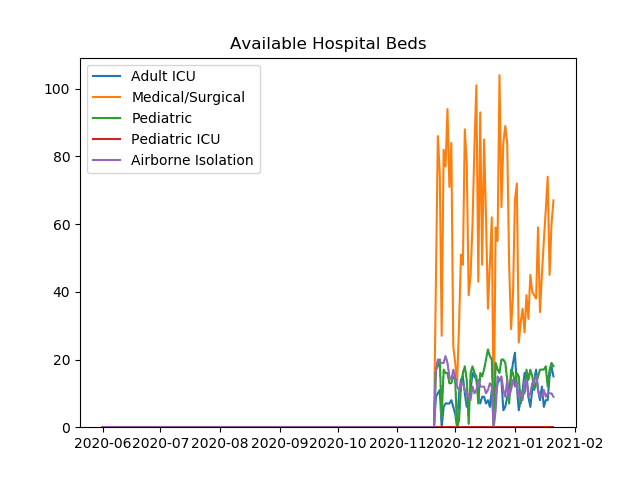 Available Hospital Beds
Adult ICU
Medical/Surgical
Pediatric
Pediatric ICU
Airborne Isolation
100
80
60
40
20
0
2020-06 2020-07 2020-08 2020-09 2020-10 2020-11 2020-12 2021-01 2021-02